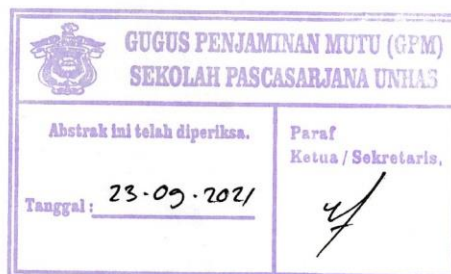 GUGUS PENJAMINAN MUTU (GPM)
SEKOLAH PASCASARJANA UNHAS
Abstrak ini telah diperiksa.
Tanggal : 23-09-2021
Paraf
Ketua / Sekretaris,